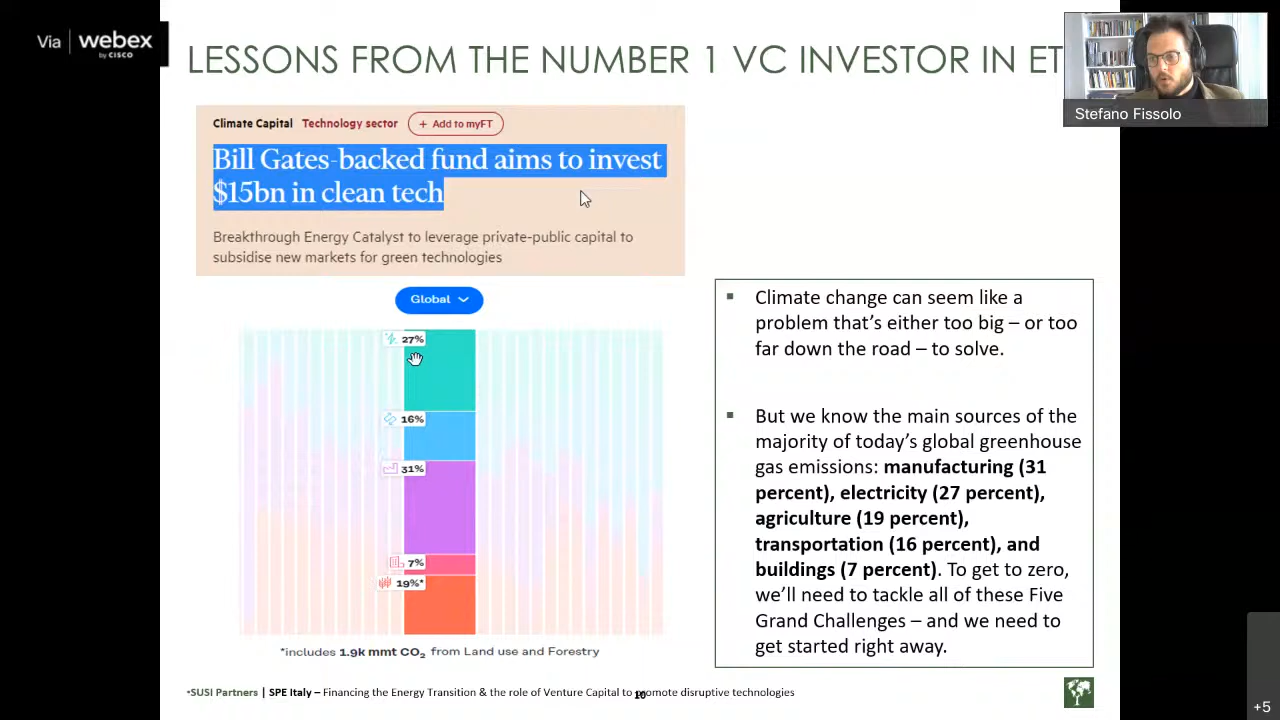 Via | webex
by CISCO
LESSONS FROM THE NUMBER 1 VC INVESTOR IN ET
Stefano Fissolo
Climate Capital Technology sector + Add to myFT
Bill Gates-backed fund aims to invest
$15bn in clean tech
Breakthrough Energy Catalyst to leverage private-public capital to
subsidise new markets for green technologies
Global
27%
16%
31%
7%
19%*
*includes 1.9k mmt CO₂ from Land use and Forestry
▪ Climate change can seem like a
problem that’s either too big – or too
far down the road – to solve.
▪ But we know the main sources of the
majority of today’s global greenhouse
gas emissions: manufacturing (31
percent), electricity (27 percent),
agriculture (19 percent),
transportation (16 percent), and
buildings (7 percent). To get to zero,
we’ll need to tackle all of these Five
Grand Challenges – and we need to
get started right away.
•SUSI Partners | SPE Italy – Financing the Energy Transition & the role of Venture Capital to promote disruptive technologies
+5